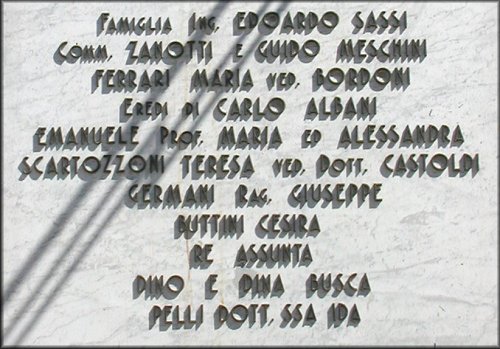 Famiglia Ing. EDOARDO SASSI
Comm. ZANOTTI E GUIDO MESCHINI
FERRARI MARIA VED. BORDONI
EREDI DI CARLO ALBANI
EMANUELE PROF. MARIA ED ALESSANDRA
SCARTOZZONI TERESA VED. DOTT. CASTOLDI
GERMANI RAG. GIUSEPPE
BUTTINI CESIRA
RE ASSUNTA
DINO E DINA BUSCA
PELLI DOTT. SSA IDA